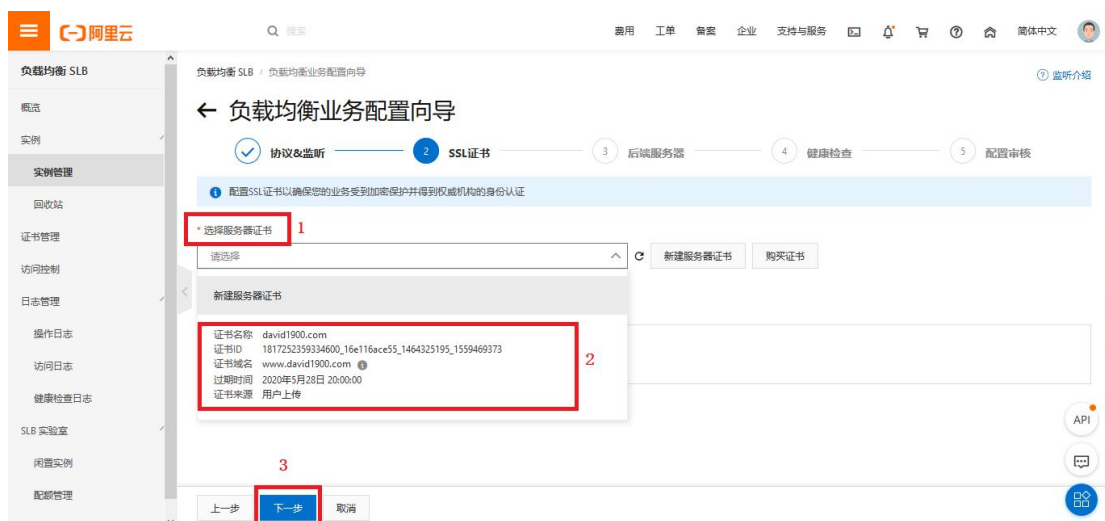 阿里云
搜索
费用
工单
备案
企业
支持与服务
简体中文
负载均衡 SLB
概览
实例
实例管理
回收站
证书管理
访问控制
日志管理
操作日志
访问日志
健康检查日志
SLB 实验室
闲置实例
配额管理
负载均衡 SLB / 负载均衡业务配置向导
监听介绍
← 负载均衡业务配置向导
协议&监听
2 SSL证书
3 后端服务器
4 健康检查
5 配置审核
配置SSL证书以确保您的业务受到加密保护并得到权威机构的身份认证
* 选择服务器证书
1
请选择
新建服务器证书
购买证书
新建服务器证书
证书名称 david1900.com
证书ID 1817252359334600_16e116ace55_1464325195_1559469373
证书域名 www.david1900.com
过期时间 2020年5月28日 20:00:00
证书来源 用户上传
2
API
3
上一步
下一步
取消